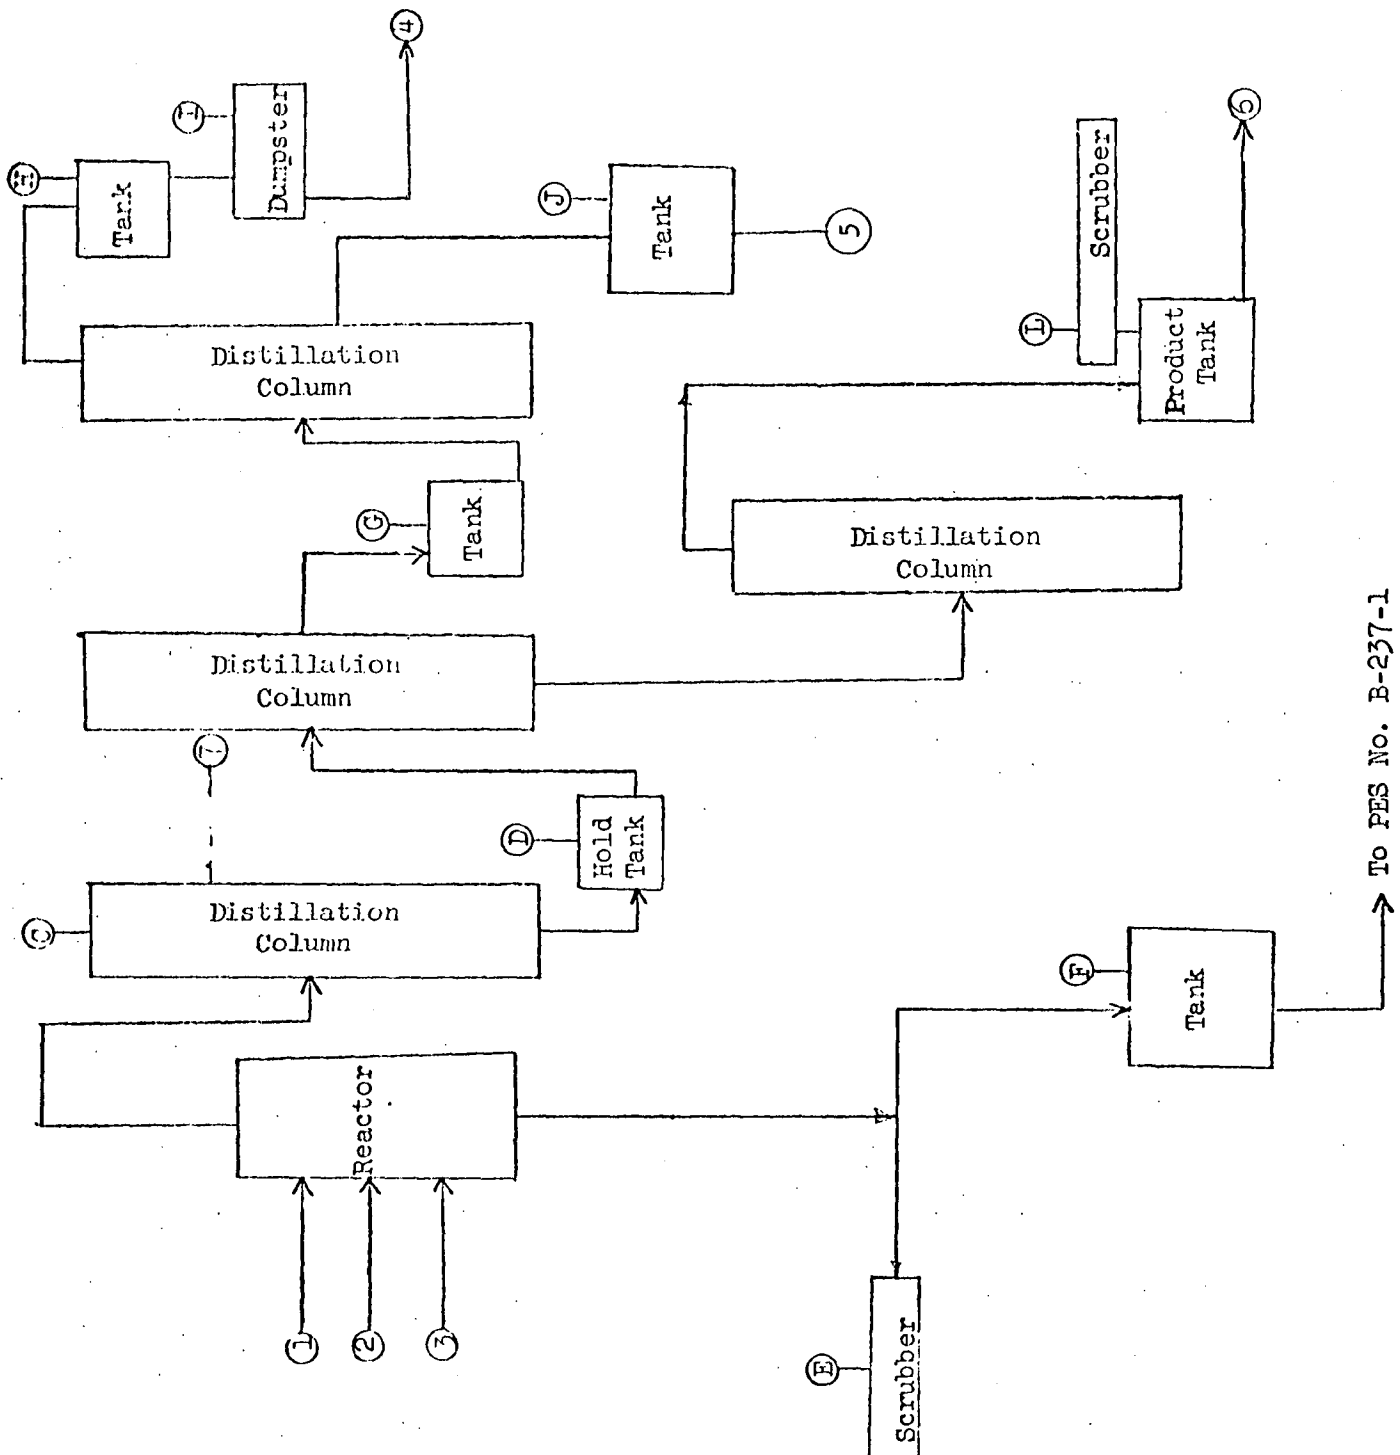 4
H
I
Tank
Dumpster
J
Tank
5
6
Scrubber
L
Product
Tank
Distillation
Column
G
Tank
Distillation
Column
Distillation
Column
7
D
Hold
Tank
C
Distillation
Column
To PES No. B-237-1
F
Tank
Reactor
1
2
3
E
Scrubber